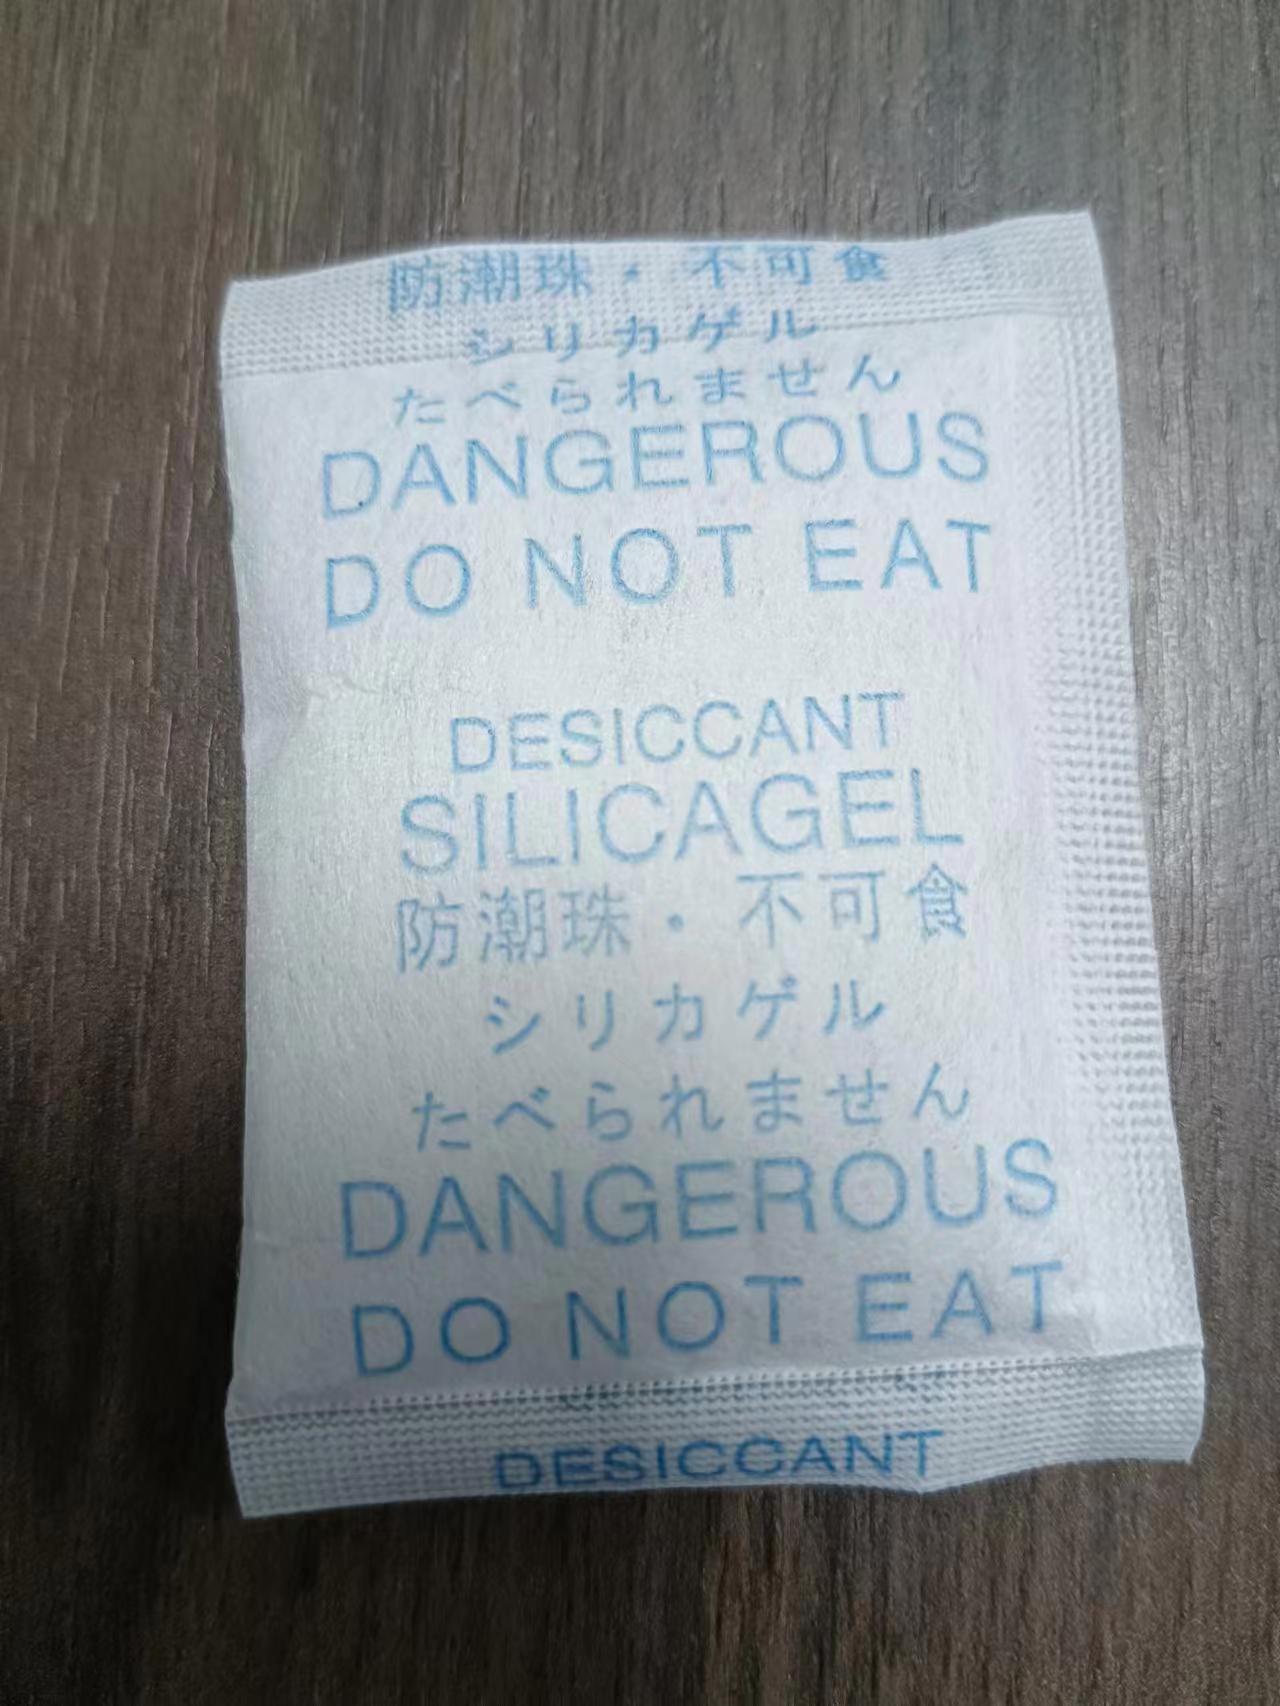 防潮珠・不可食
シリカゲル
たべられません
DANGEROUS
DO NOT EAT
DESICCANT
SILICAGEL
防潮珠・不可食
シリカゲル
たべられません
DANGEROUS
DO NOT EAT
DESICCANT